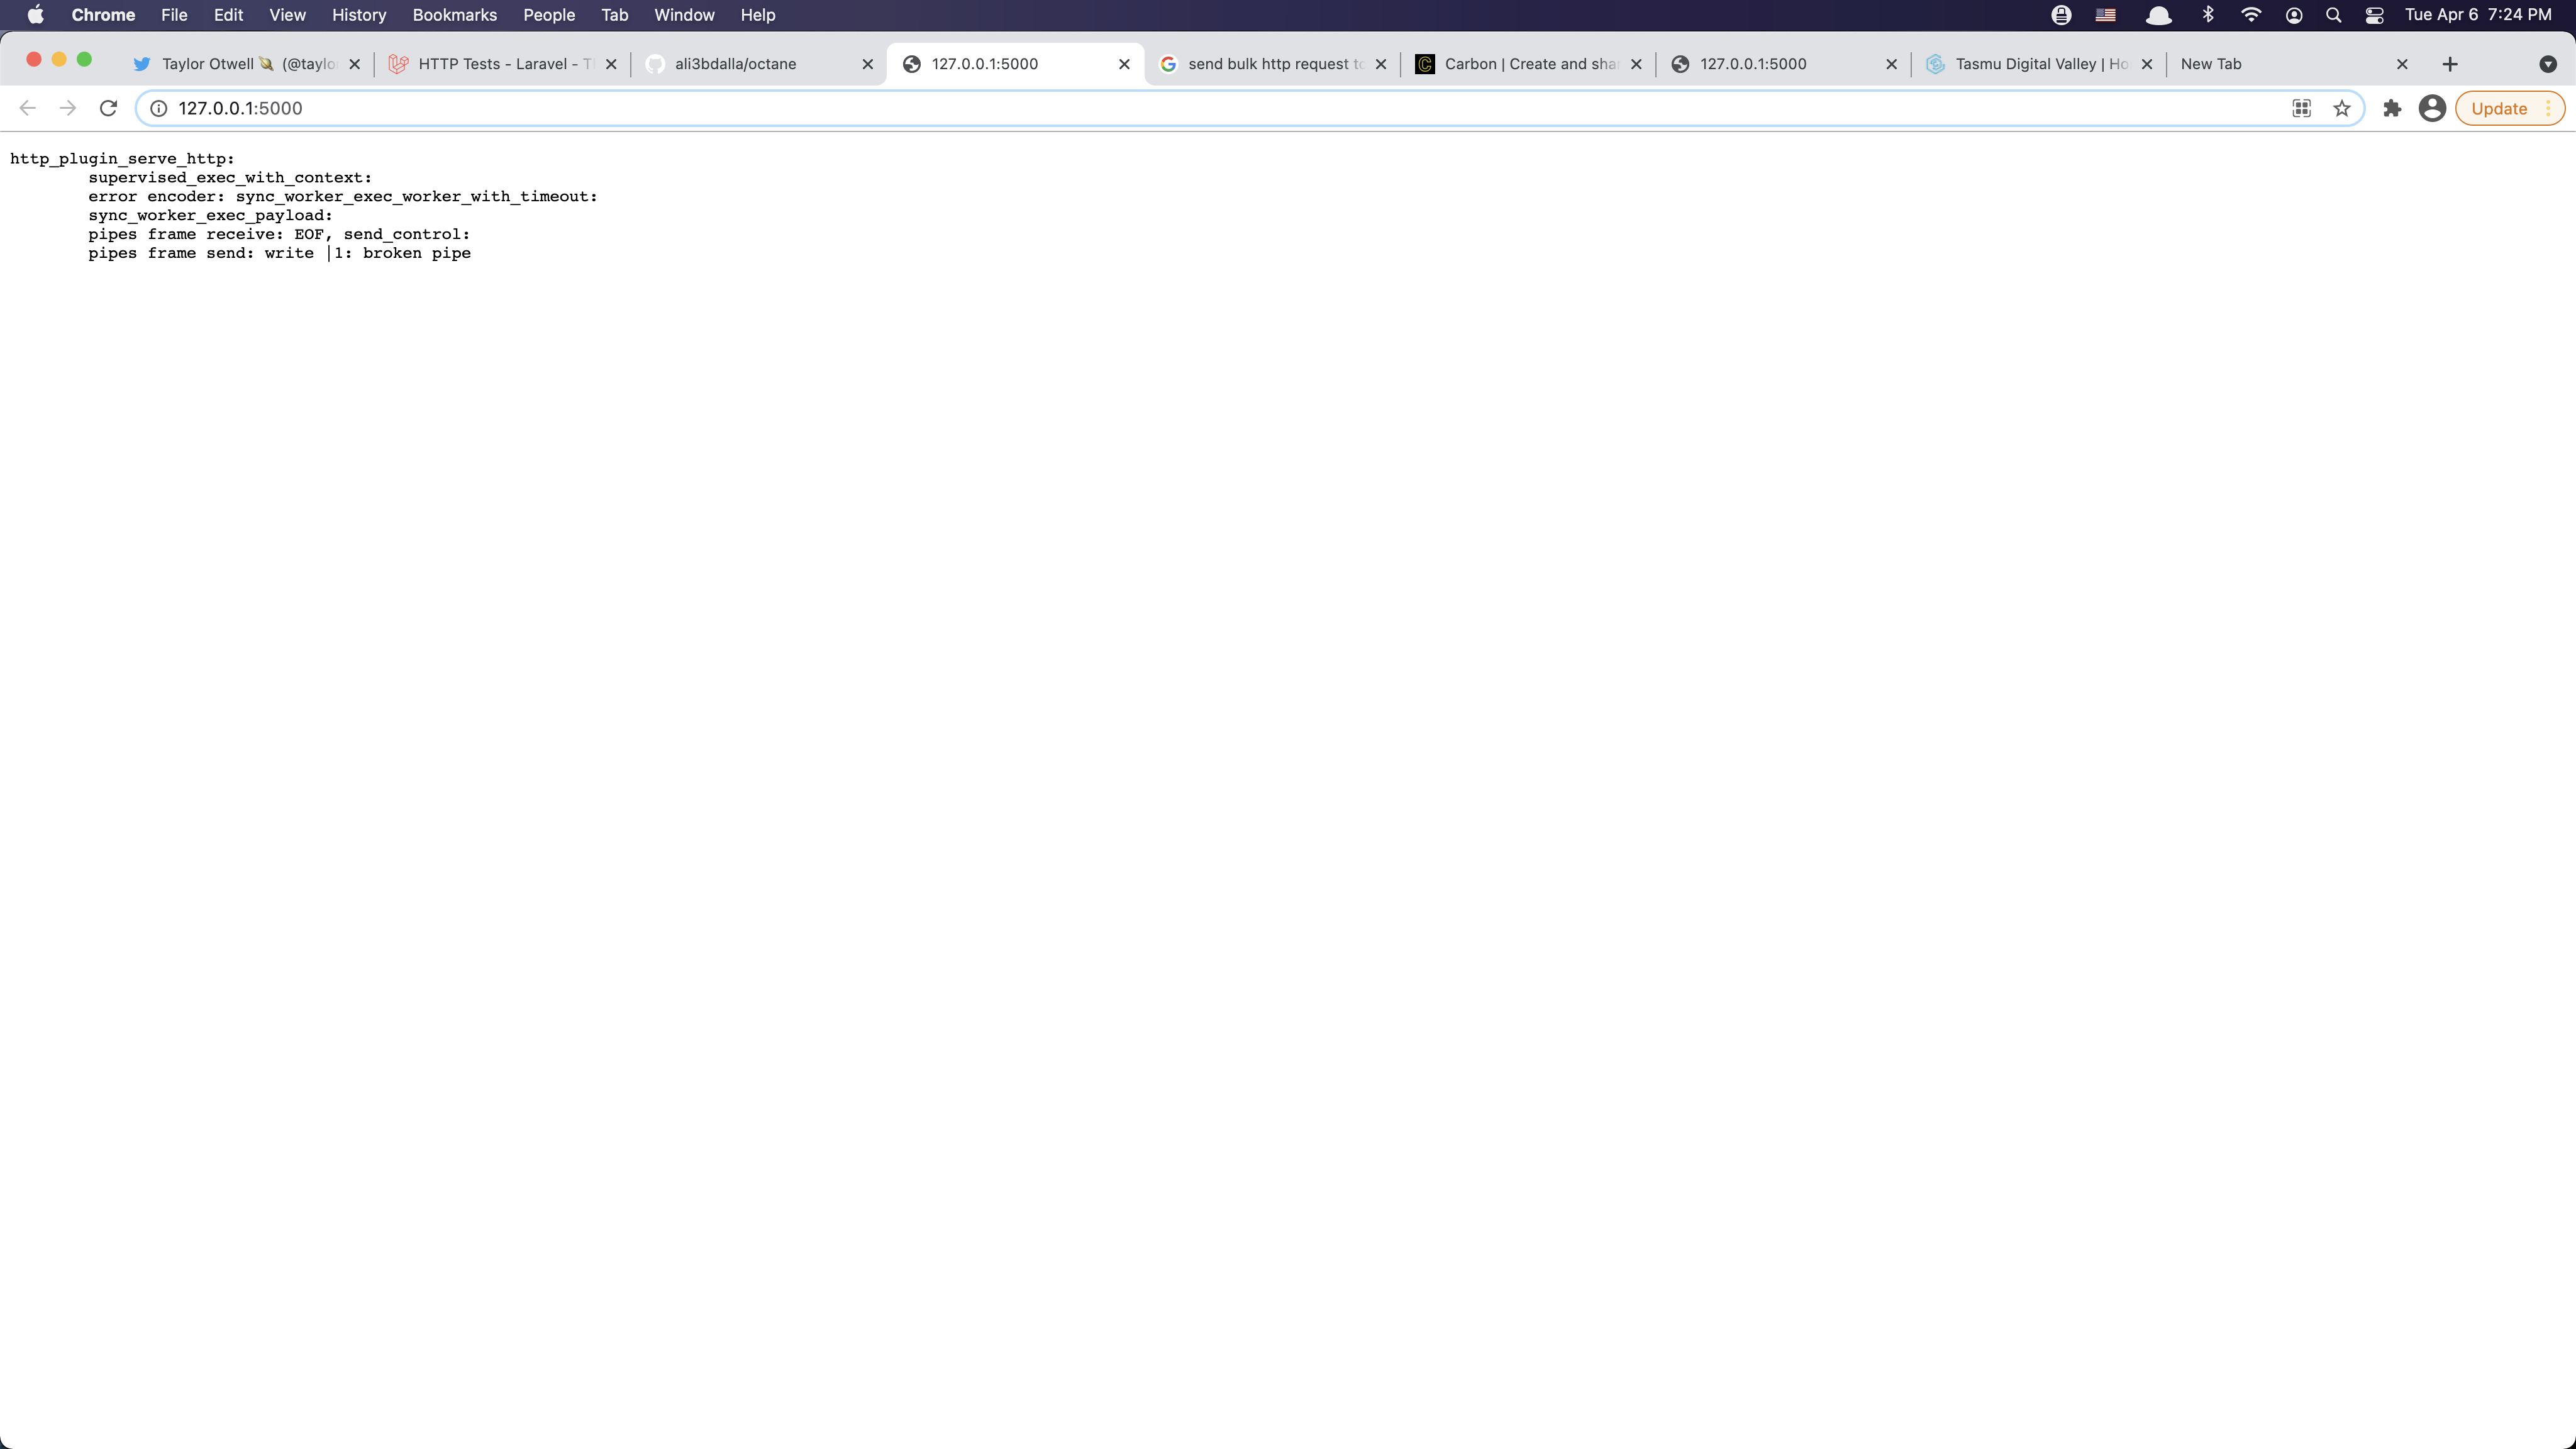 Chrome File Edit View History Bookmarks People Tab Window Help Tue Apr 6 7:24 PM
Taylor Otwell (@taylo HTTP Tests - Laravel - T ali3bdalla/octane 127.0.0.1:5000 send bulk http request to Carbon | Create and sha 127.0.0.1:5000 Tasmu Digital Valley | Ho New Tab
127.0.0.1:5000 Update
http_plugin_serve_http:
supervised_exec_with_context:
error encoder: sync_worker_exec_worker_with_timeout:
sync_worker_exec_payload:
pipes frame receive: EOF, send_control:
pipes frame send: write |1: broken pipe